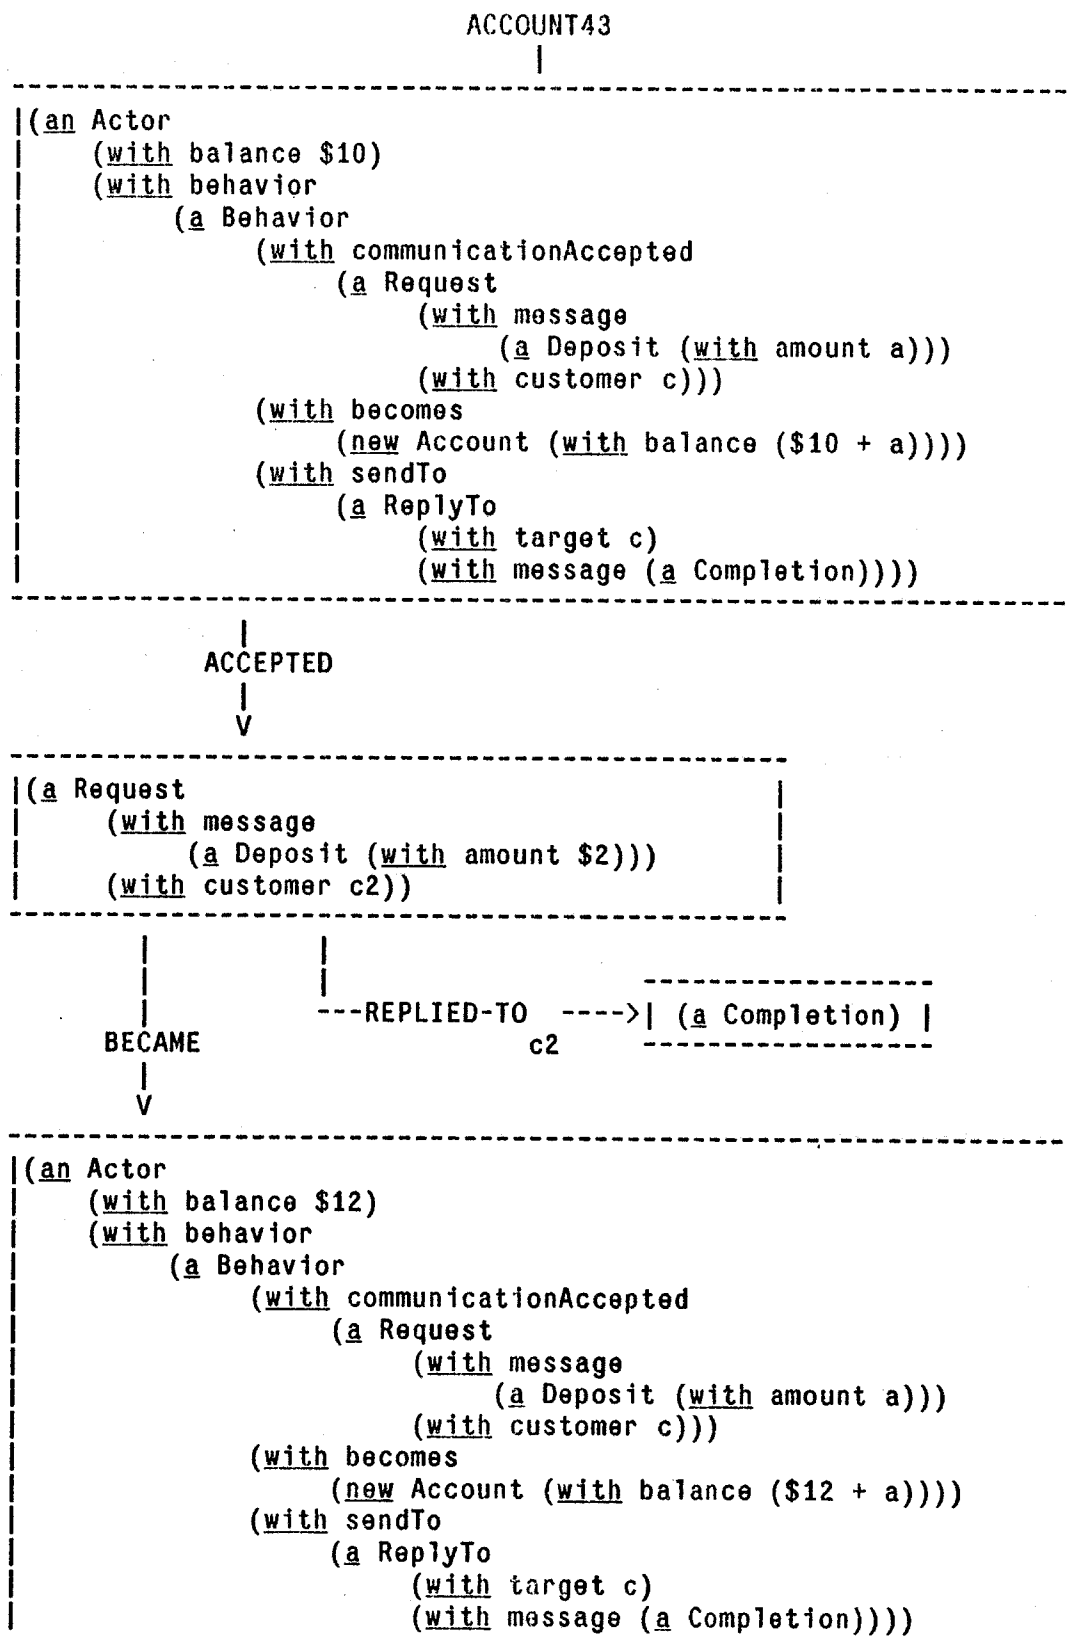 ACCOUNT43
(an Actor
(with balance $10)
(with behavior
(a Behavior
(with communicationAccepted
(a Request
(with message
(a Deposit (with amount a)))
(with customer c)))
(with becomes
(new Account (with balance ($10 + a))))
(with sendTo
(a ReplyTo
(with target c)
(with message (a Completion))))
ACCEPTED
V
(a Request
(with message
(a Deposit (with amount $2)))
(with customer c2))
---REPLIED-TO ---->| (a Completion) |
BECAME c2
V
(an Actor
(with balance $12)
(with behavior
(a Behavior
(with communicationAccepted
(a Request
(with message
(a Deposit (with amount a)))
(with customer c)))
(with becomes
(new Account (with balance ($12 + a))))
(with sendTo
(a ReplyTo
(with target c)
(with message (a Completion))))